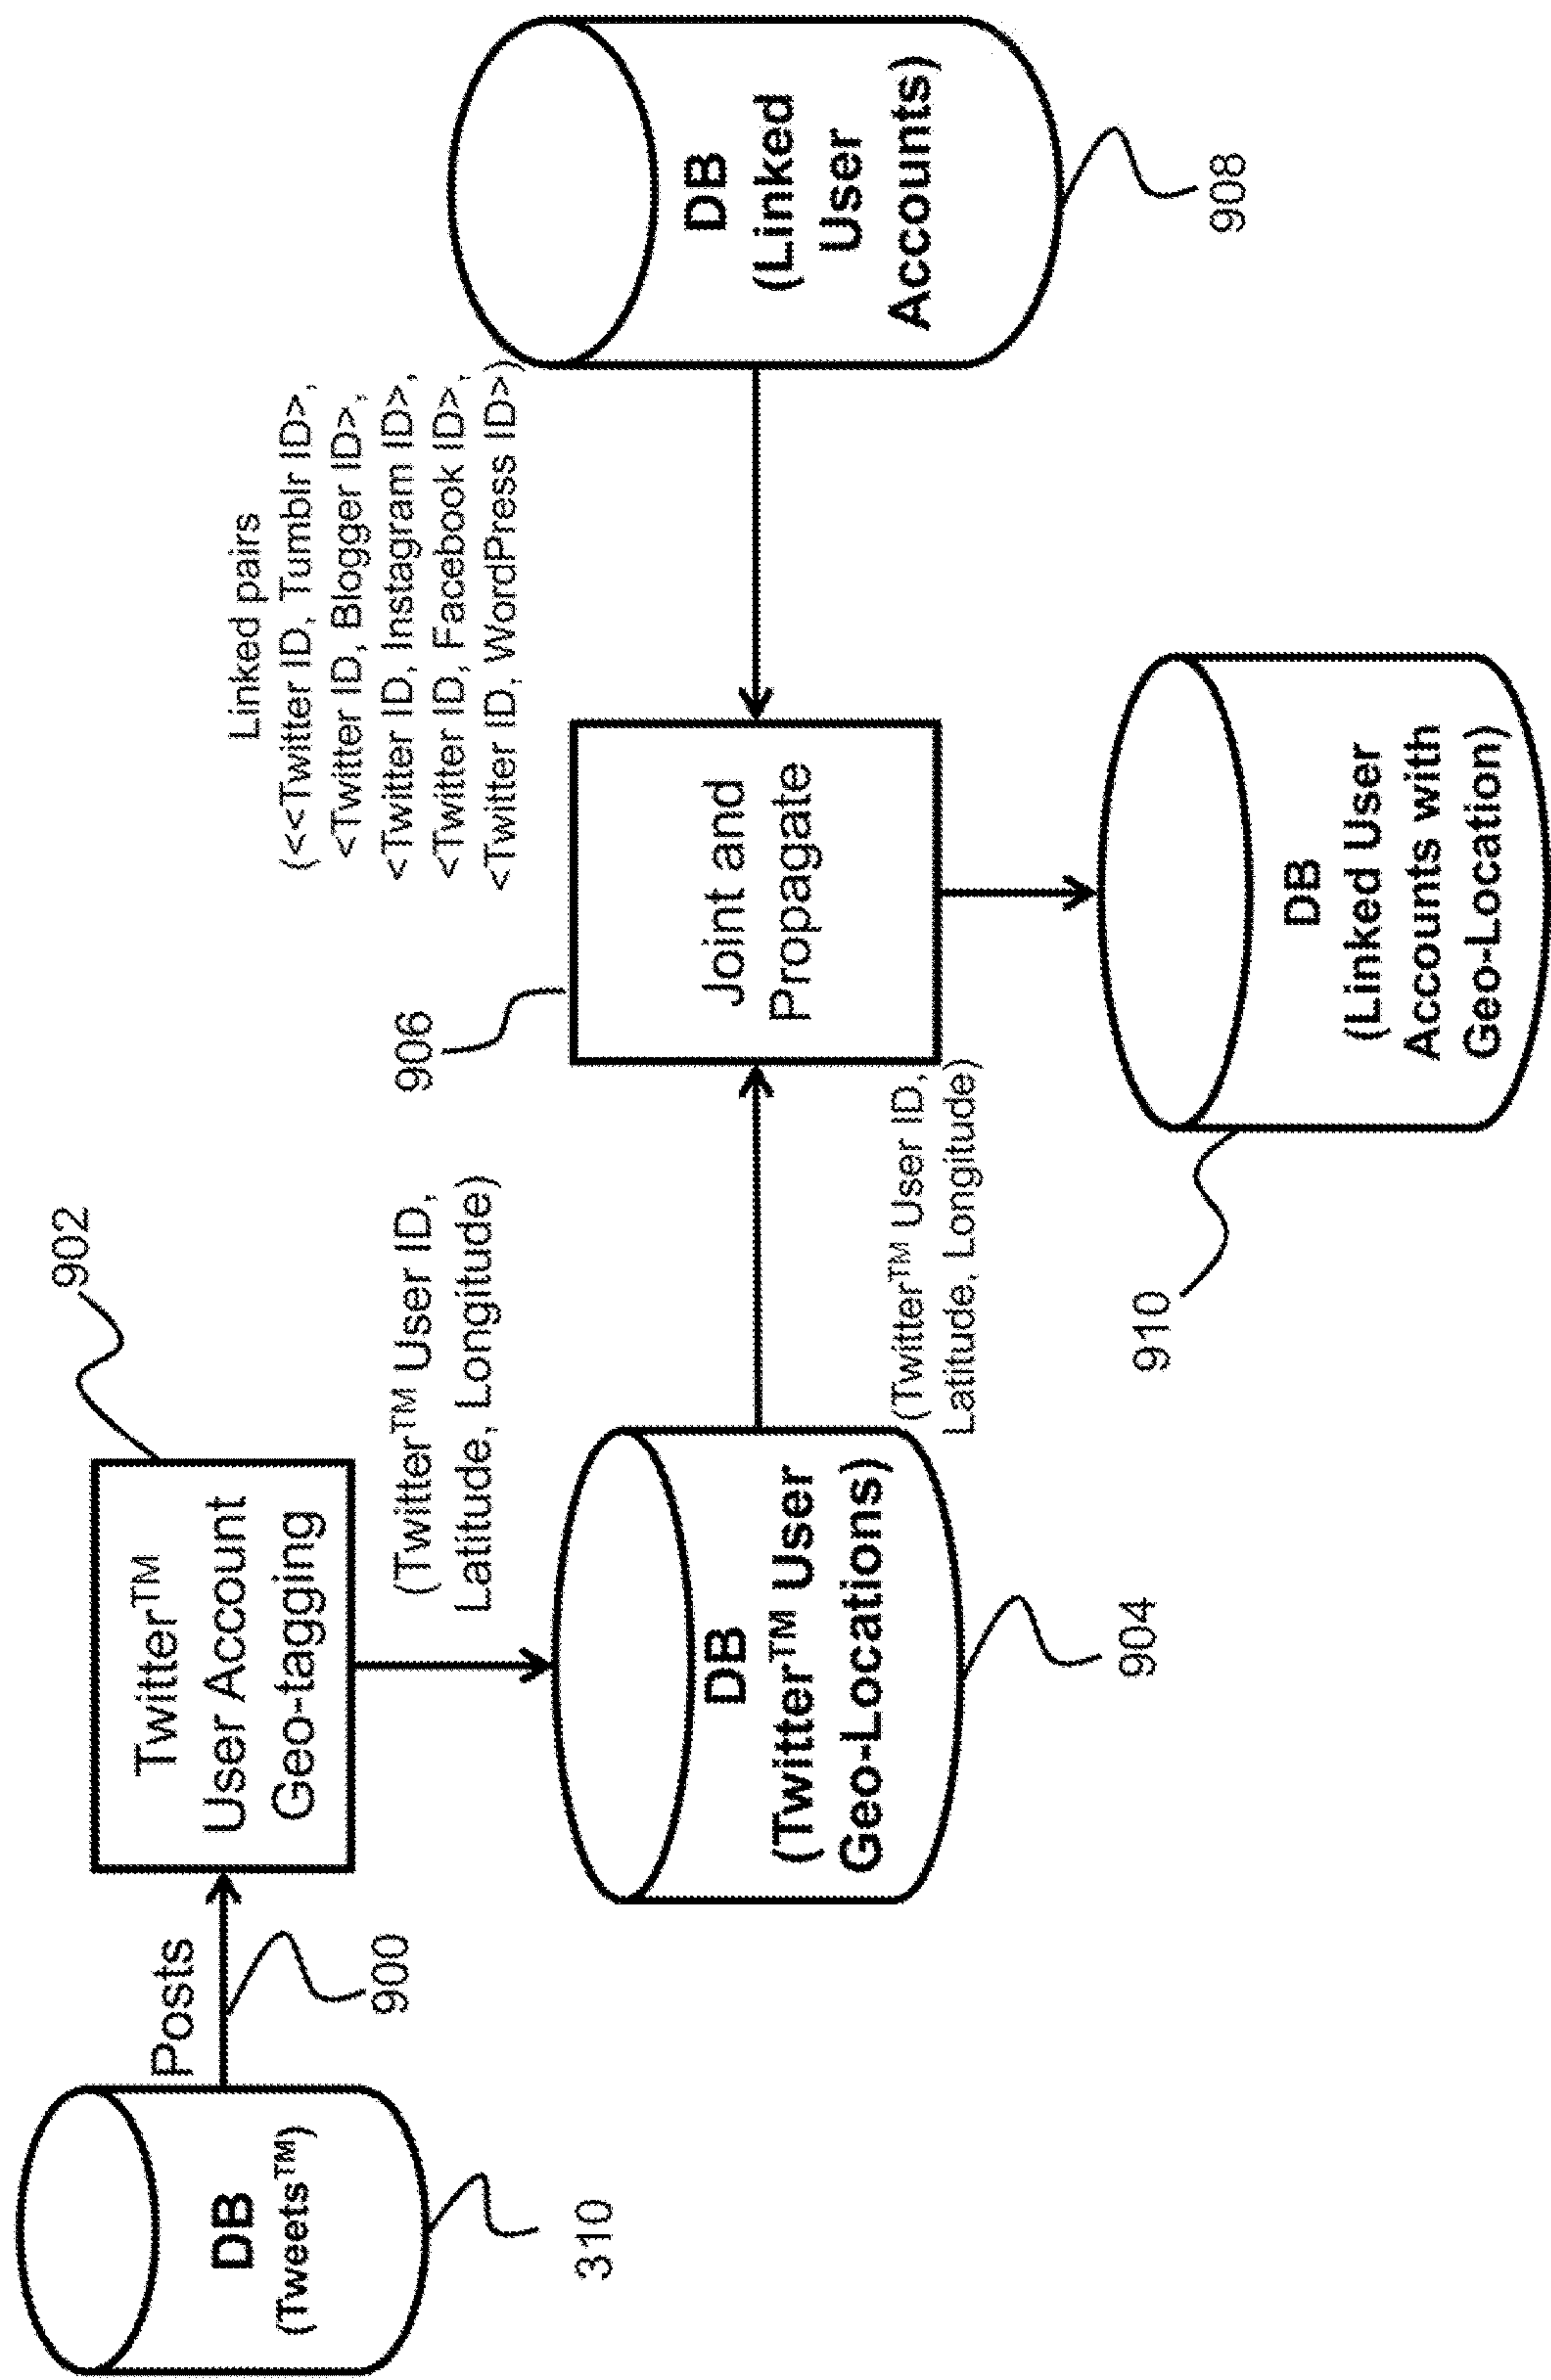 DB
(Tweets™)
310
Posts
900
Twitter™
User Account
Geo-tagging
902
(Twitter™ User ID,
Latitude, Longitude)
DB
(Twitter™ User
Geo-Locations)
904
(Twitter™ User ID,
Latitude, Longitude)
906
Joint and
Propagate
Linked pairs
(<<Twitter ID, Tumblr ID>,
<Twitter ID, Blogger ID>,
<Twitter ID, Instagram ID>,
<Twitter ID, Facebook ID>,
<Twitter ID, WordPress ID>)
DB
(Linked
User
Accounts)
908
DB
(Linked User
Accounts with
Geo-Location)
910